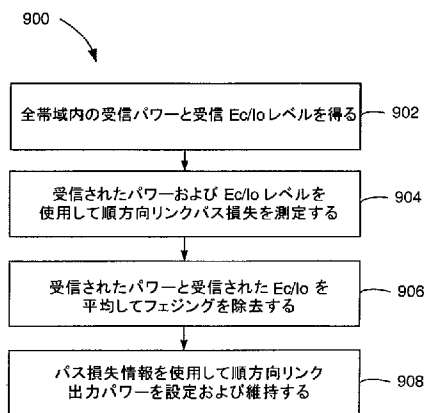 900
全帯域内の受信パワーと受信 Ec/Io レベルを得る
902
受信されたパワーおよび Ec/Io レベルを
使用して順方向リンクパス損失を測定する
904
受信されたパワーと受信された Ec/Io を
平均してフェジングを除去する
906
パス損失情報を使用して順方向リンク
出力パワーを設定および維持する
908